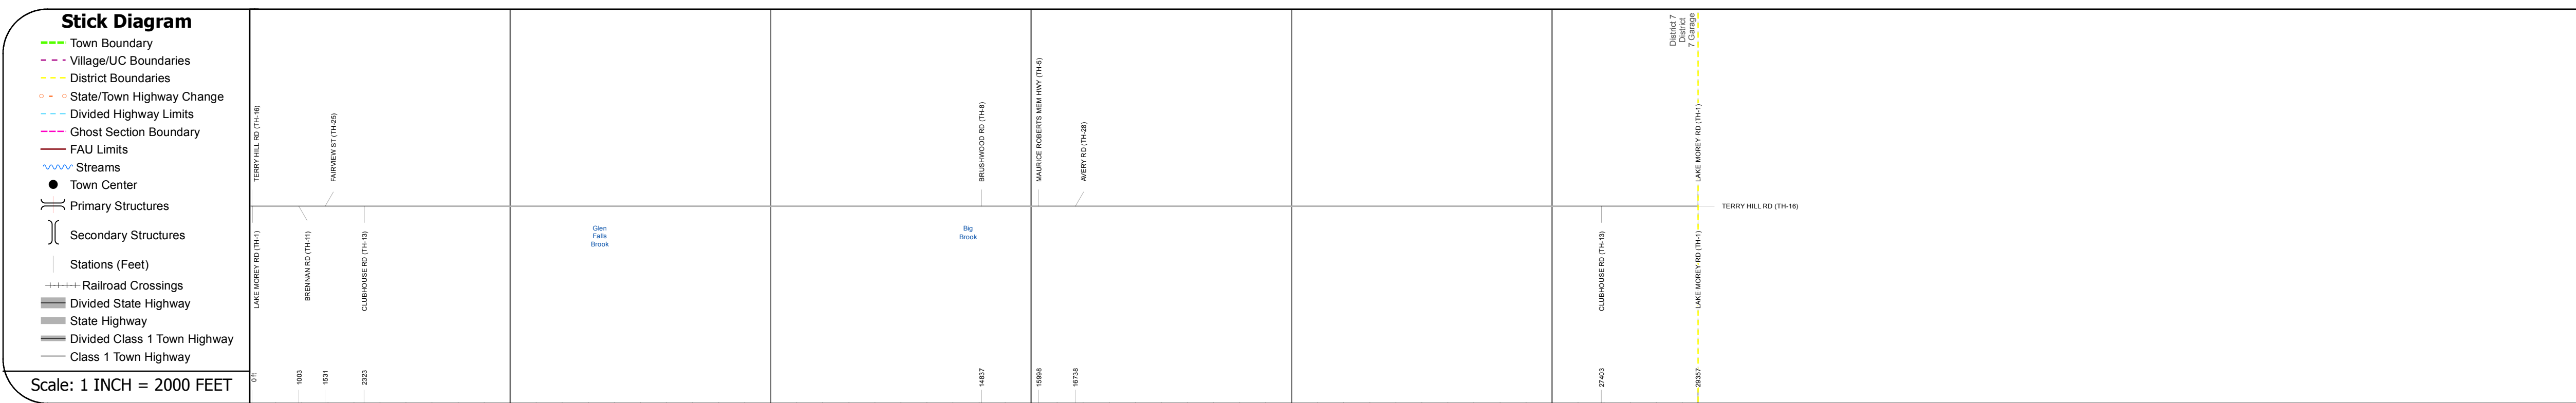 Stick Diagram
Town Boundary
Village/UC Boundaries
District Boundaries
State/Town Highway Change
Divided Highway Limits
Ghost Section Boundary
FAU Limits
Streams
Town Center
Primary Structures
Secondary Structures
Stations (Feet)
Railroad Crossings
Divided State Highway
State Highway
Divided Class 1 Town Highway
Class 1 Town Highway
Scale: 1 INCH = 2000 FEET
TERRY HILL RD (TH-16)
FAIRVIEW ST (TH-25)
BRUSHWOOD RD (TH-8)
MAURICE ROBERTS MEM HWY (TH-5)
AVERY RD (TH-28)
District 7
District
7 Garage
LAKE MOREY RD (TH-1)
TERRY HILL RD (TH-16)
LAKE MOREY RD (TH-1)
BRENNAN RD (TH-11)
CLUBHOUSE RD (TH-13)
Glen
Falls
Brook
Big
Brook
CLUBHOUSE RD (TH-13)
LAKE MOREY RD (TH-1)
0 ft
1003
1531
2323
14837
15998
16738
27403
29357